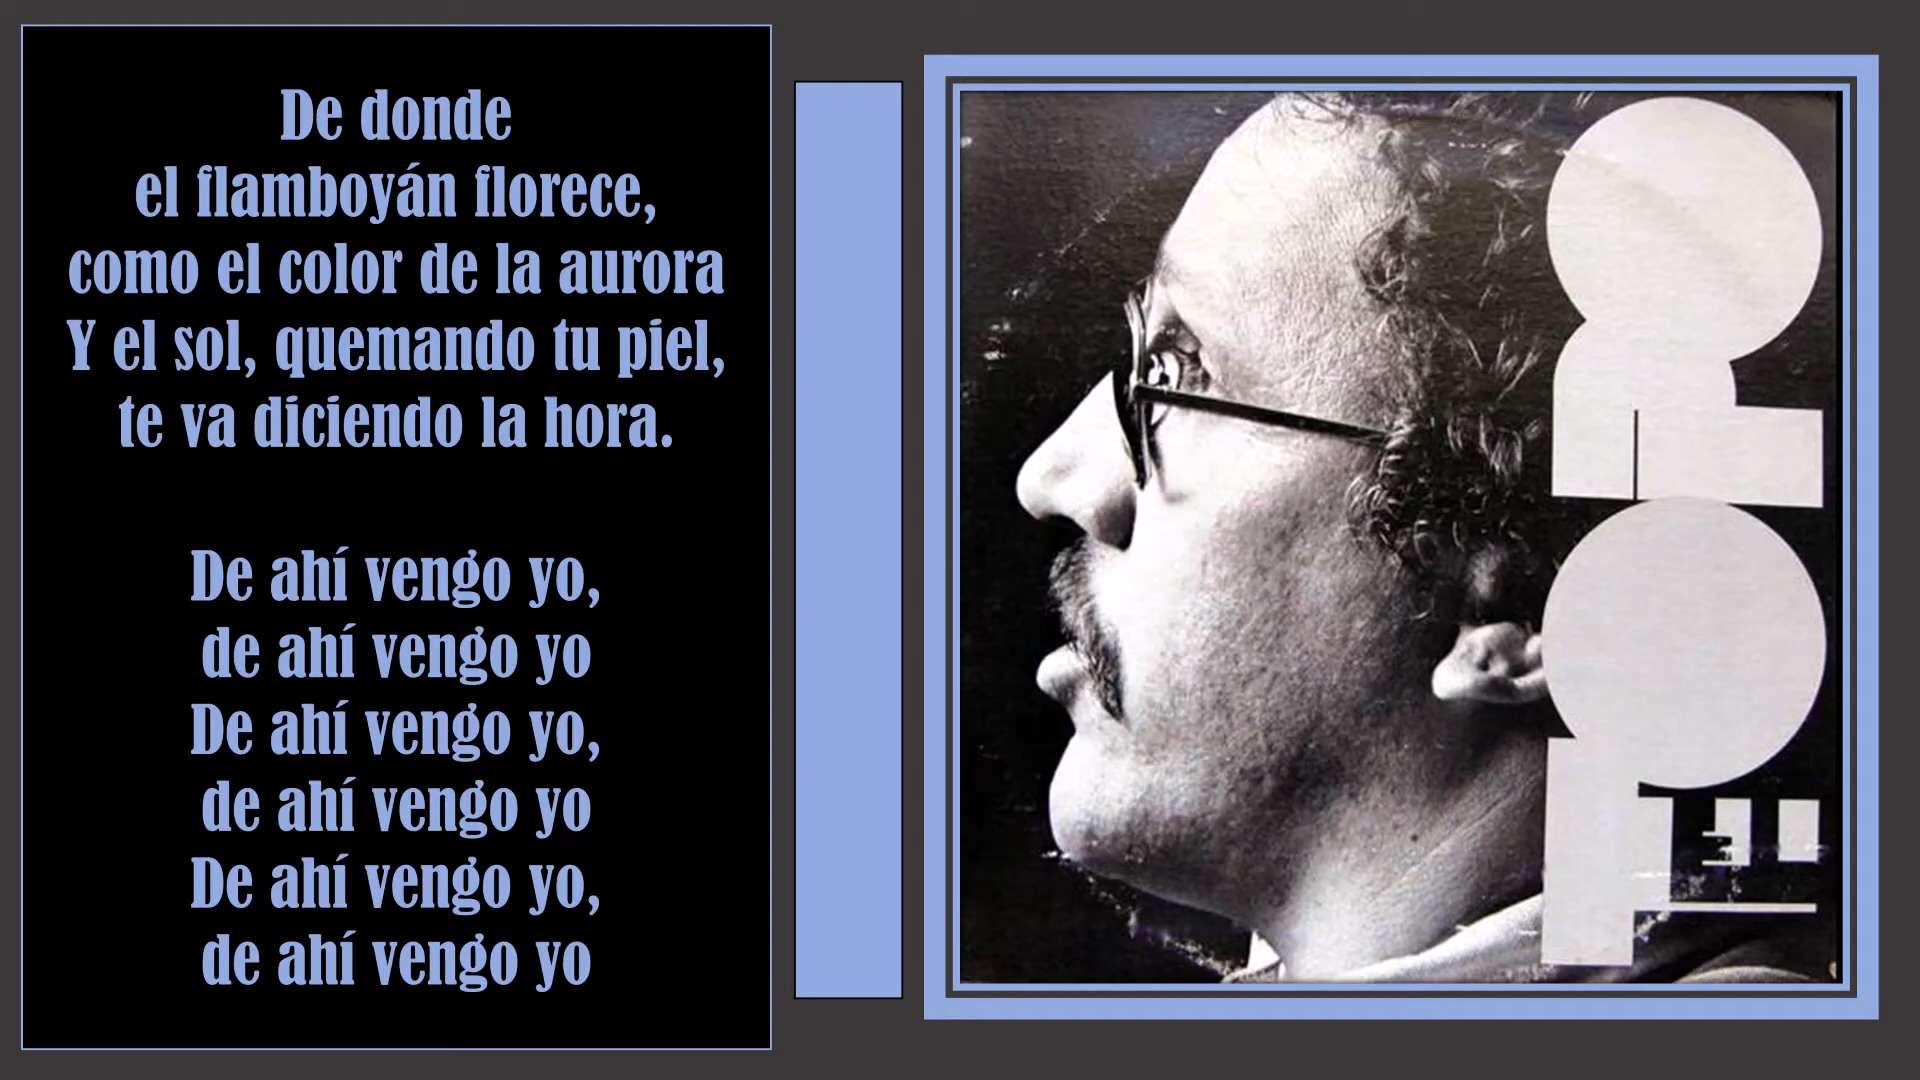 De donde
el flamboyán florece,
como el color de la aurora
Y el sol, quemando tu piel,
te va diciendo la hora.
De ahí vengo yo,
de ahí vengo yo
De ahí vengo yo,
de ahí vengo yo
De ahí vengo yo,
de ahí vengo yo